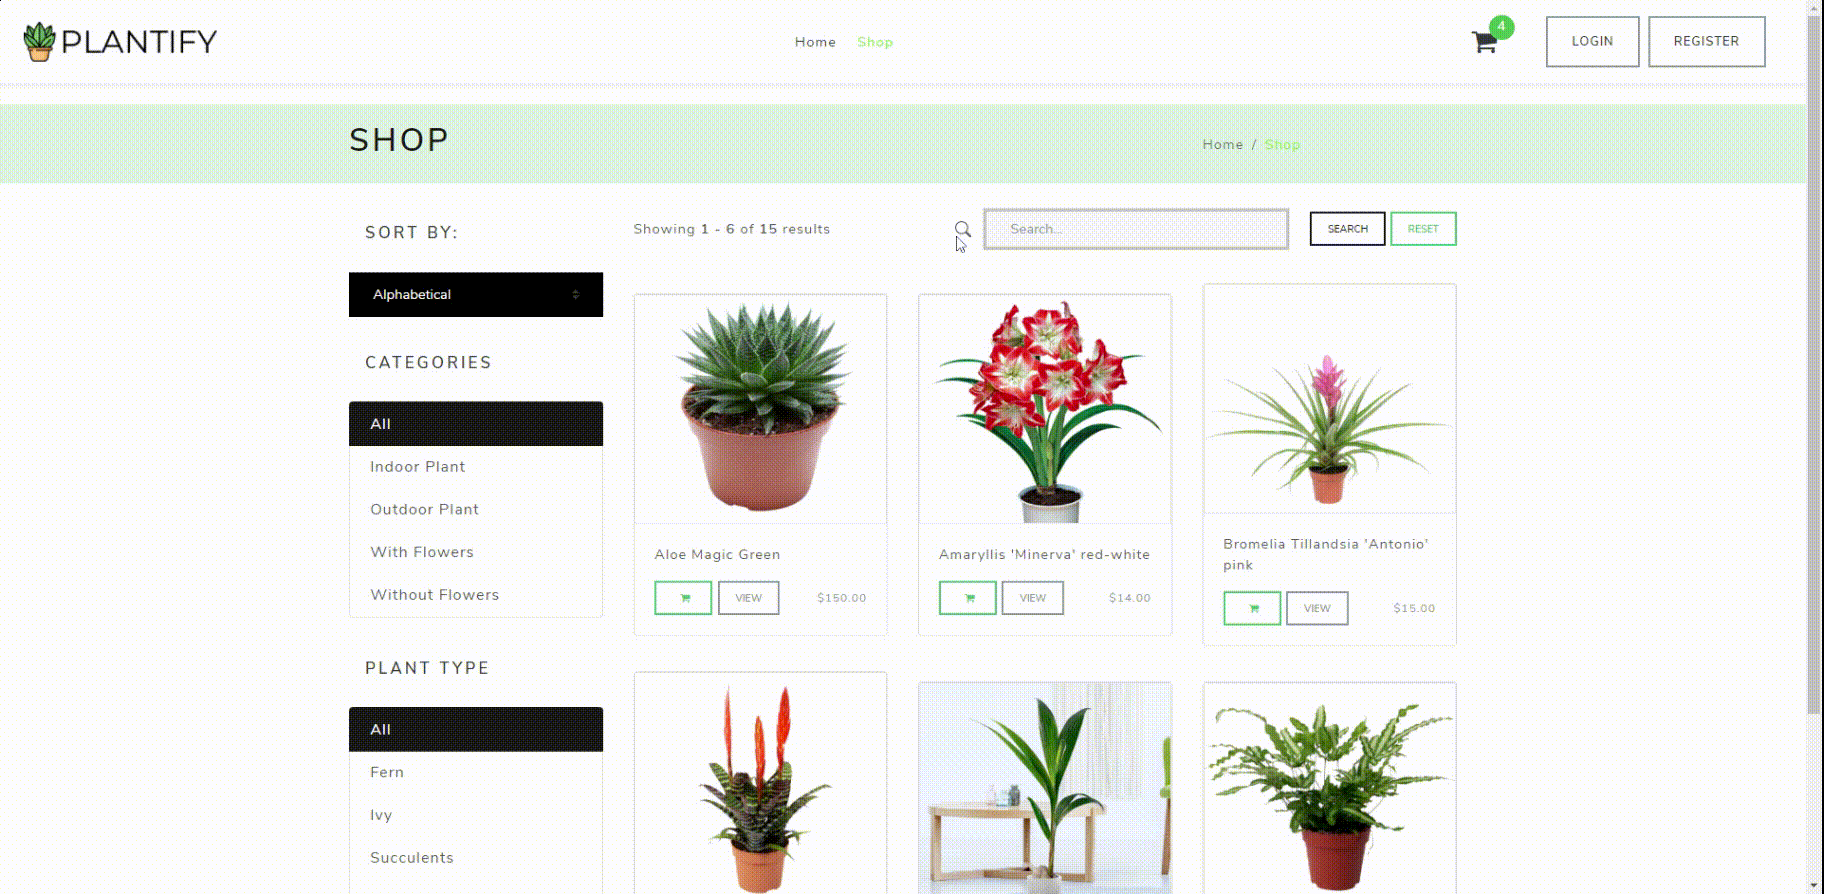 PLANTIFY
Home Shop
4
LOGIN
REGISTER
SHOP
Home / Shop
SORT BY:
Alphabetical
CATEGORIES
All
Indoor Plant
Outdoor Plant
With Flowers
Without Flowers
PLANT TYPE
All
Fern
Ivy
Succulents
Showing 1 - 6 of 15 results
Search...
SEARCH
RESET
Aloe Magic Green
VIEW
$150.00
Amaryllis 'Minerva' red-white
VIEW
$14.00
Bromelia Tillandsia 'Antonio'
pink
VIEW
$15.00